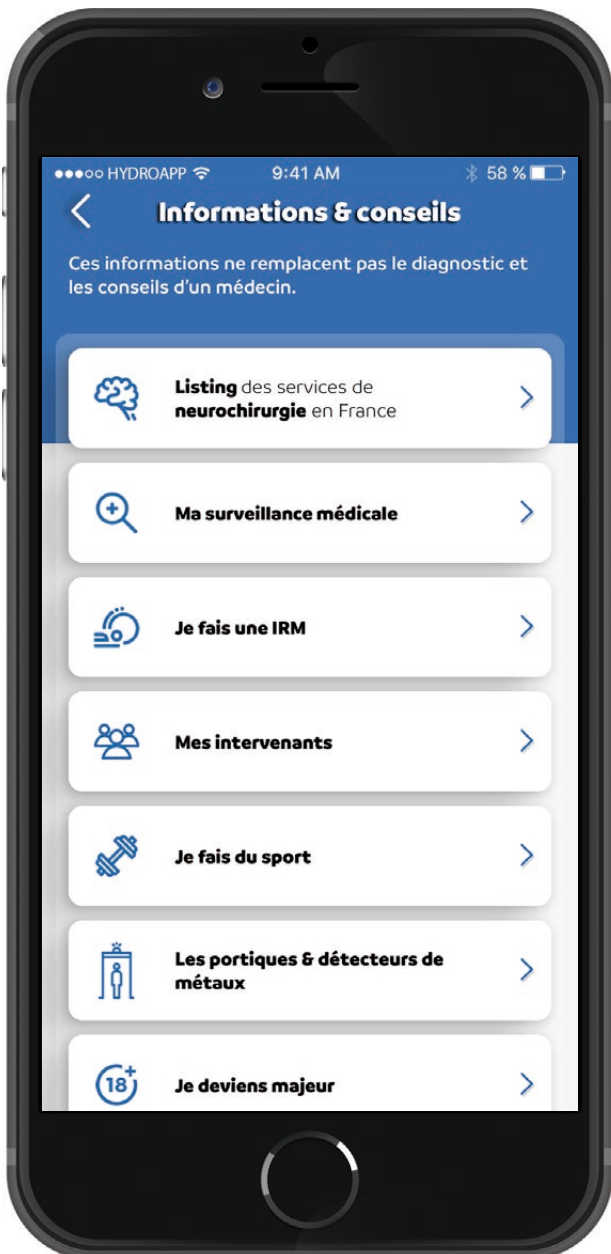 HYDROAPP 9:41 AM 58 %
Informations & conseils
Ces informations ne remplacent pas le diagnostic et
les conseils d'un médecin.
Listing des services de
neurochirurgie en France
Ma surveillance médicale
Je fais une IRM
Mes intervenants
Je fais du sport
Les portiques & détecteurs de
métaux
18+
Je deviens majeur